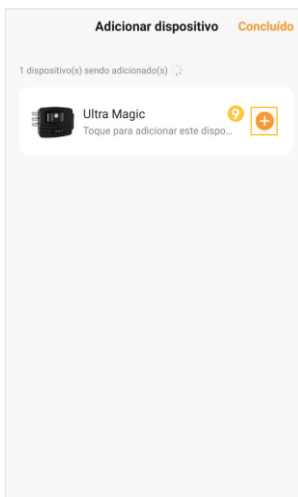 Adicionar dispositivo Concluído
1 dispositivo(s) sendo adicionado(s)
Ultra Magic 9
Toque para adicionar este dispo...